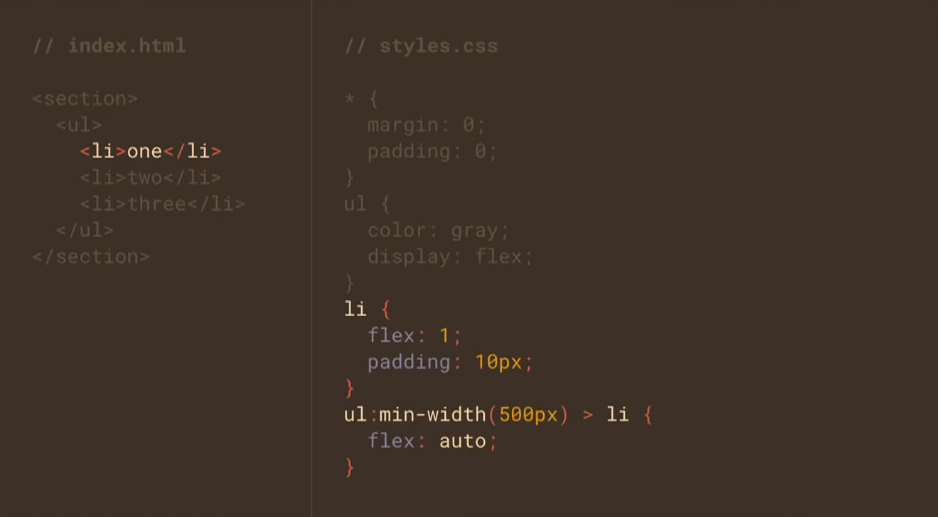 // index.html
<section>
<ul>
<li>one</li>
<li>two</li>
<li>three</li>
</ul>
</section>
// styles.css
* {
margin: 0;
padding: 0;
}
ul {
color: gray;
display: flex;
}
li {
flex: 1;
padding: 10px;
}
ul:min-width(500px) > li {
flex: auto;
}